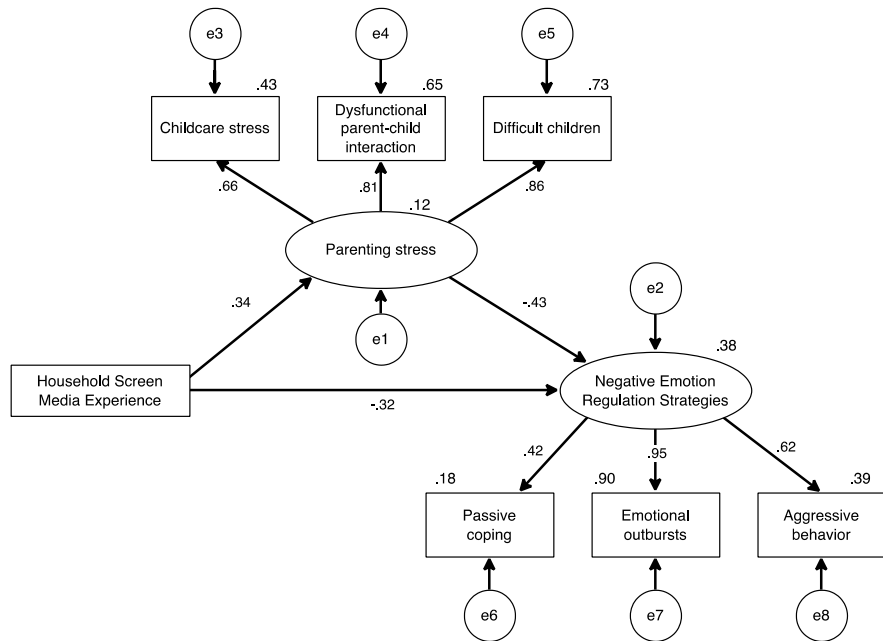 e3
e4
e5
.43
.65
.73
Childcare stress
Dysfunctional
parent-child
interaction
Difficult children
.66
.81
.86
.12
Parenting stress
.34
-.43
e1
e2
.38
Household Screen
Media Experience
-.32
Negative Emotion
Regulation Strategies
.42
.95
.62
.18
.90
.39
Passive
coping
Emotional
outbursts
Aggressive
behavior
e6
e7
e8